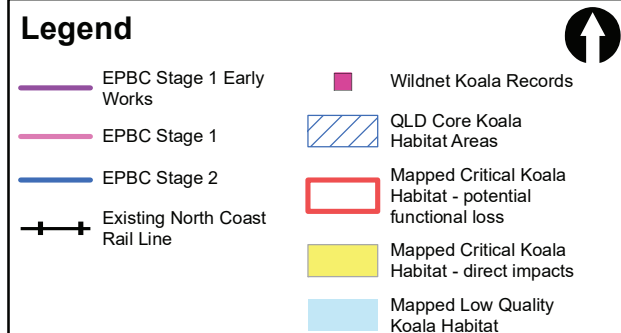 Legend
EPBC Stage 1 Early
Works
EPBC Stage 1
EPBC Stage 2
Existing North Coast
Rail Line
Wildnet Koala Records
QLD Core Koala
Habitat Areas
Mapped Critical Koala
Habitat - potential
functional loss
Mapped Critical Koala
Habitat - direct impacts
Mapped Low Quality
Koala Habitat